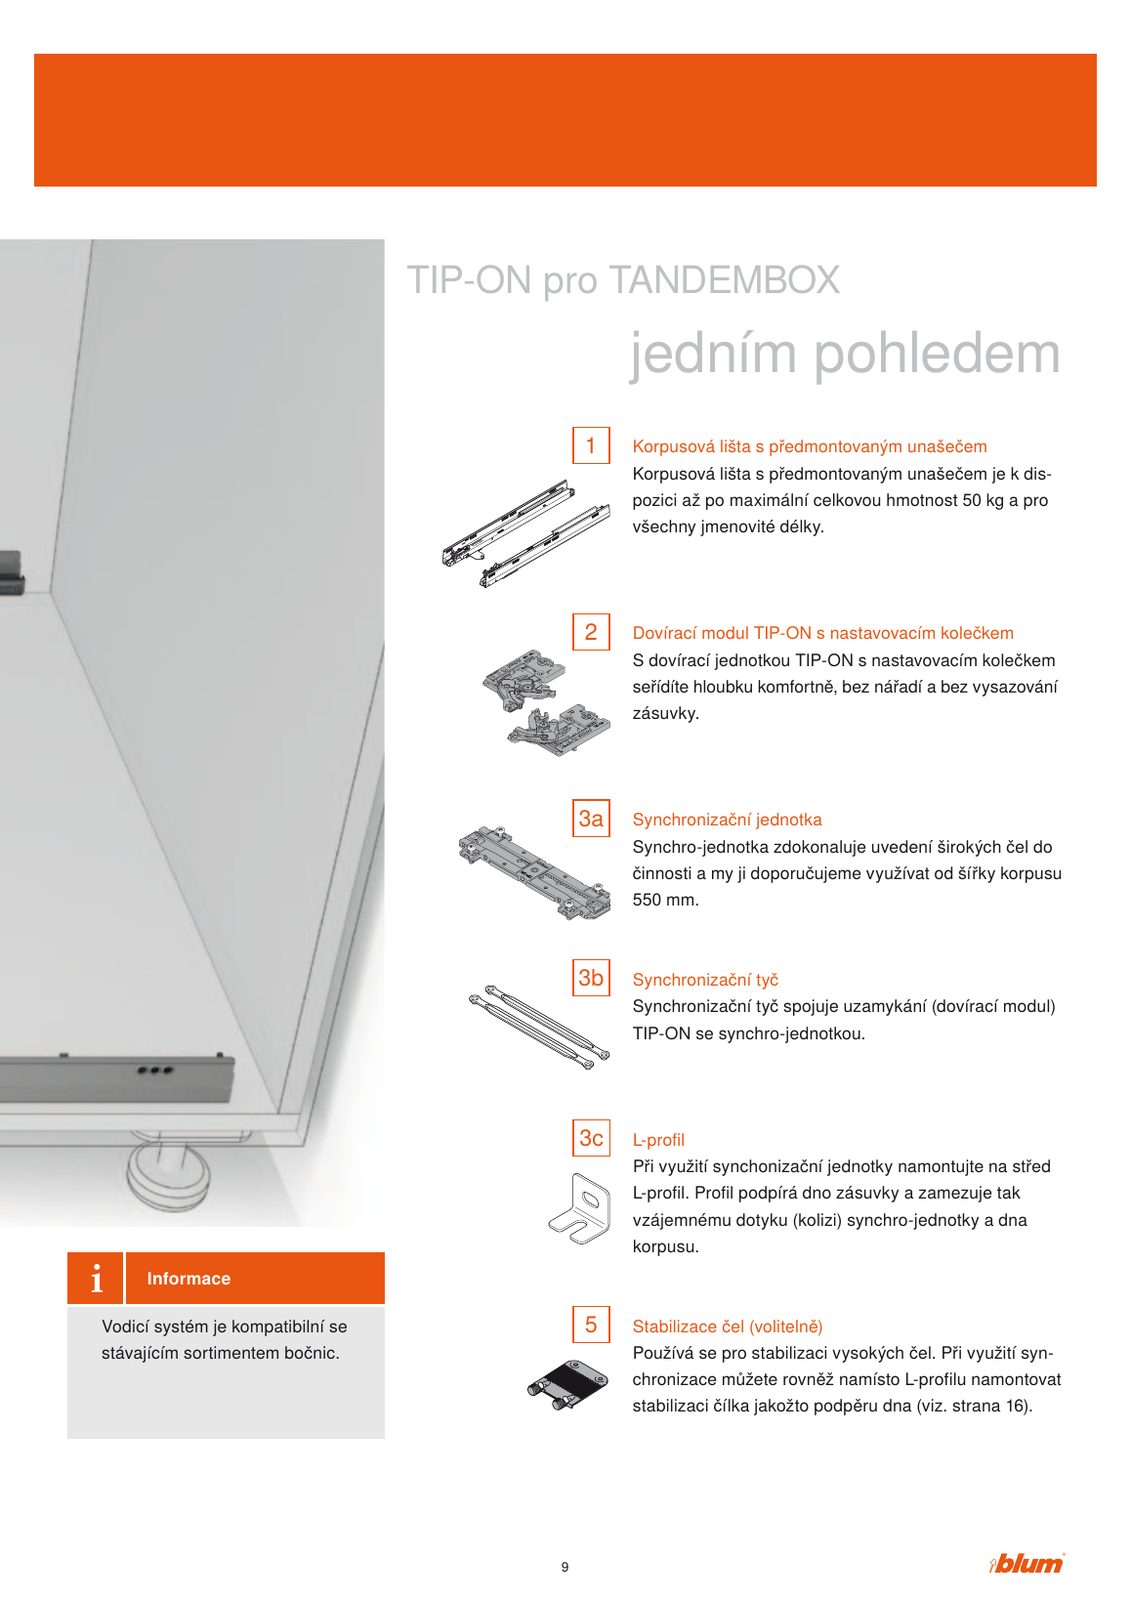 TIP-ON pro TANDEMBOX
jedním pohledem
1
Korpusová lišta s předmontovaným unašečem
Korpusová lišta s předmontovaným unašečem je k dis-
pozici až po maximální celkovou hmotnost 50 kg a pro
všechny jmenovité délky.
2
Dovírací modul TIP-ON s nastavovacím kolečkem
S dovírací jednotkou TIP-ON s nastavovacím kolečkem
seřídíte hloubku komfortně, bez nářadí a bez vysazování
zásuvky.
3a
Synchronizační jednotka
Synchro-jednotka zdokonaluje uvedení širokých čel do
činnosti a my ji doporučujeme využívat od šířky korpusu
550 mm.
3b
Synchronizační tyč
Synchronizační tyč spojuje uzamykání (dovírací modul)
TIP-ON se synchro-jednotkou.
3c
L-profil
Při využití synchonizační jednotky namontujte na střed
L-profil. Profil podpírá dno zásuvky a zamezuje tak
vzájemnému dotyku (kolizi) synchro-jednotky a dna
korpusu.
5
Stabilizace čel (volitelně)
Používá se pro stabilizaci vysokých čel. Při využití syn-
chronizace můžete rovněž namísto L-profilu namontovat
stabilizaci čílka jakožto podpěru dna (viz. strana 16).
i
Informace
Vodicí systém je kompatibilní se
stávajícím sortimentem bočnic.
9
blum